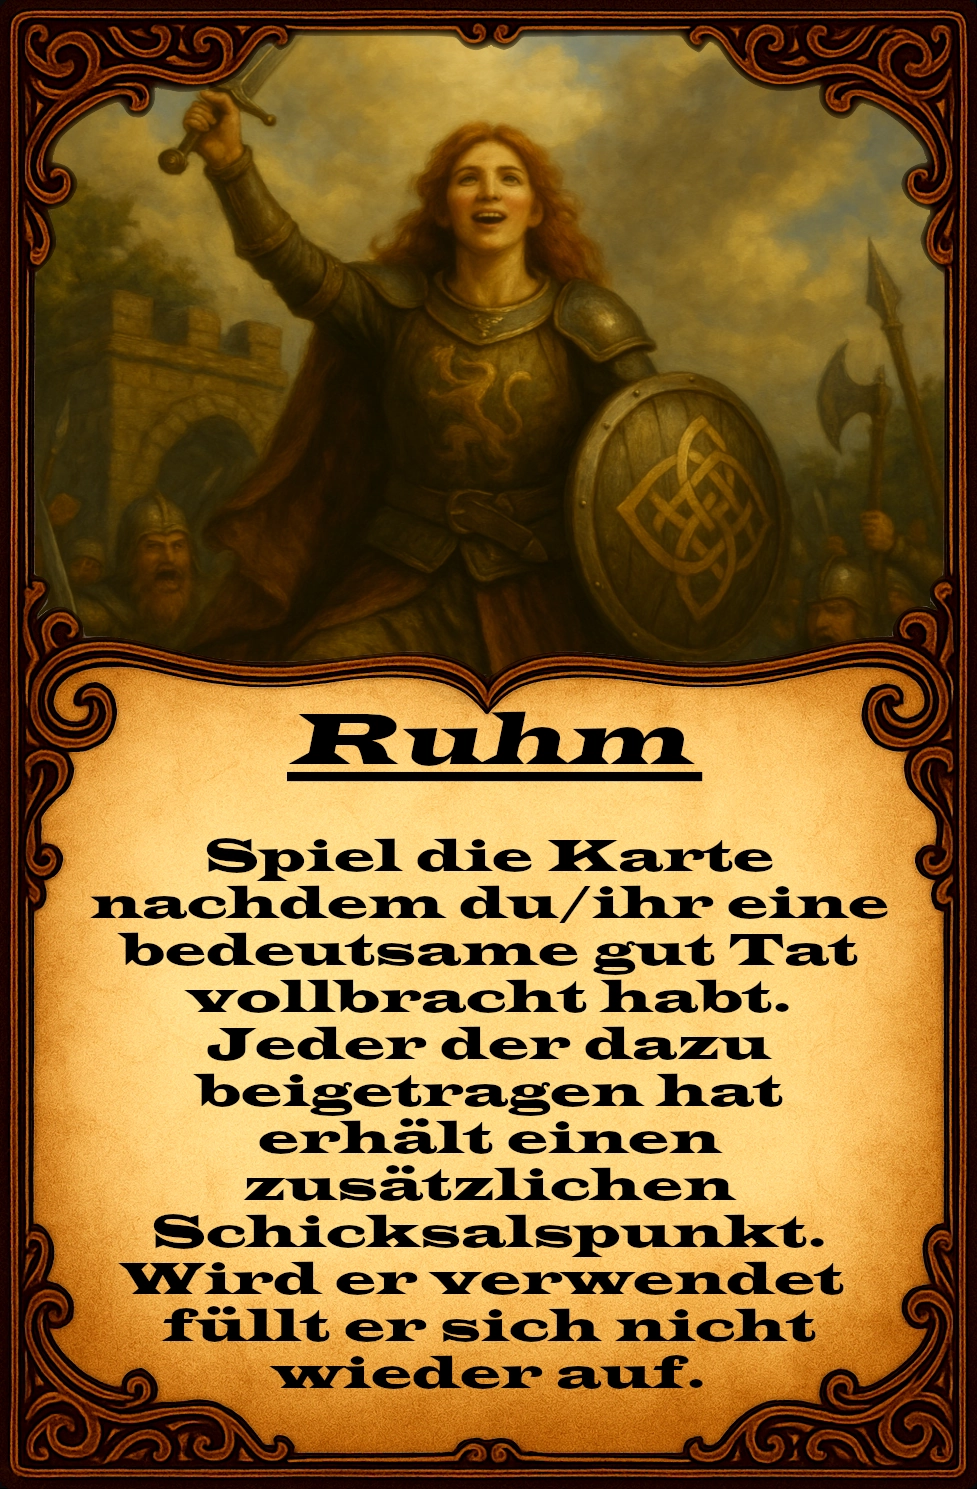 Ruhm
Spiel die Karte
nachdem du/ihr eine
bedeutsame gut Tat
vollbracht habt.
Jeder der dazu
beigetragen hat
erhält einen
zusätzlichen
Schicksalspunkt.
Wird er verwendet
füllt er sich nicht
wieder auf.